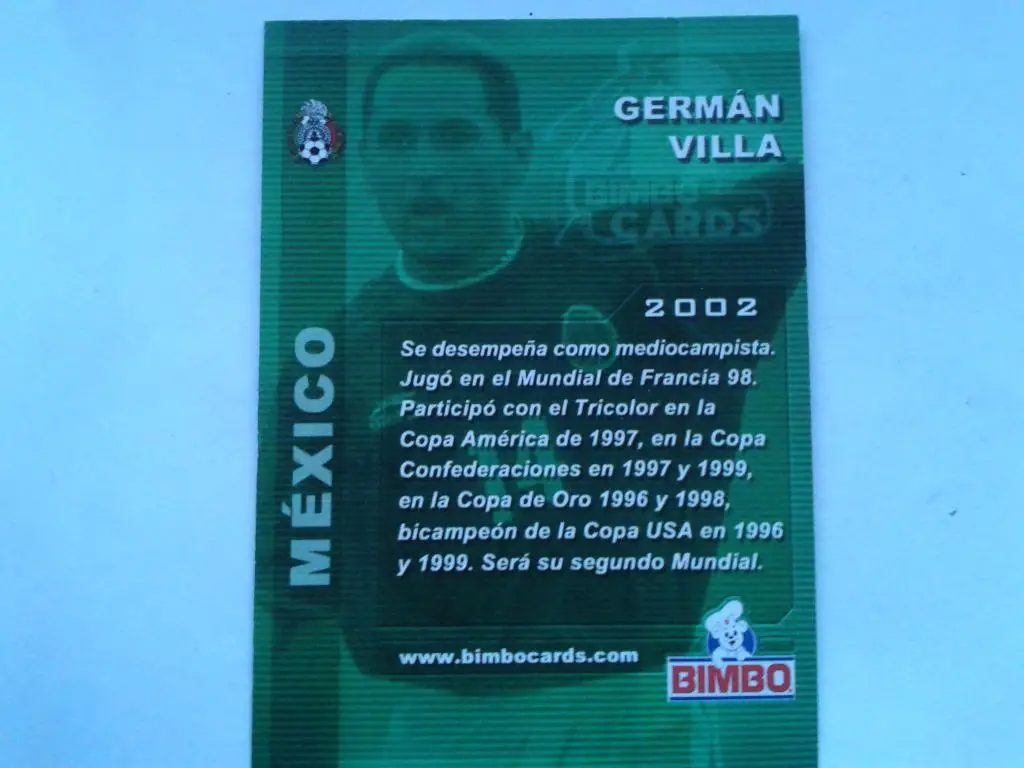 GERMÁN
VILLA
BIMBO
CARDS
2002
MÉXICO
Se desempeña como mediocampista.
Jugó en el Mundial de Francia 98.
Participó con el Tricolor en la
Copa América de 1997, en la Copa
Confederaciones en 1997 y 1999,
en la Copa de Oro 1996 y 1998,
bicampeón de la Copa USA en 1996
y 1999. Será su segundo Mundial.
14
www.bimbocards.com
BIMBO